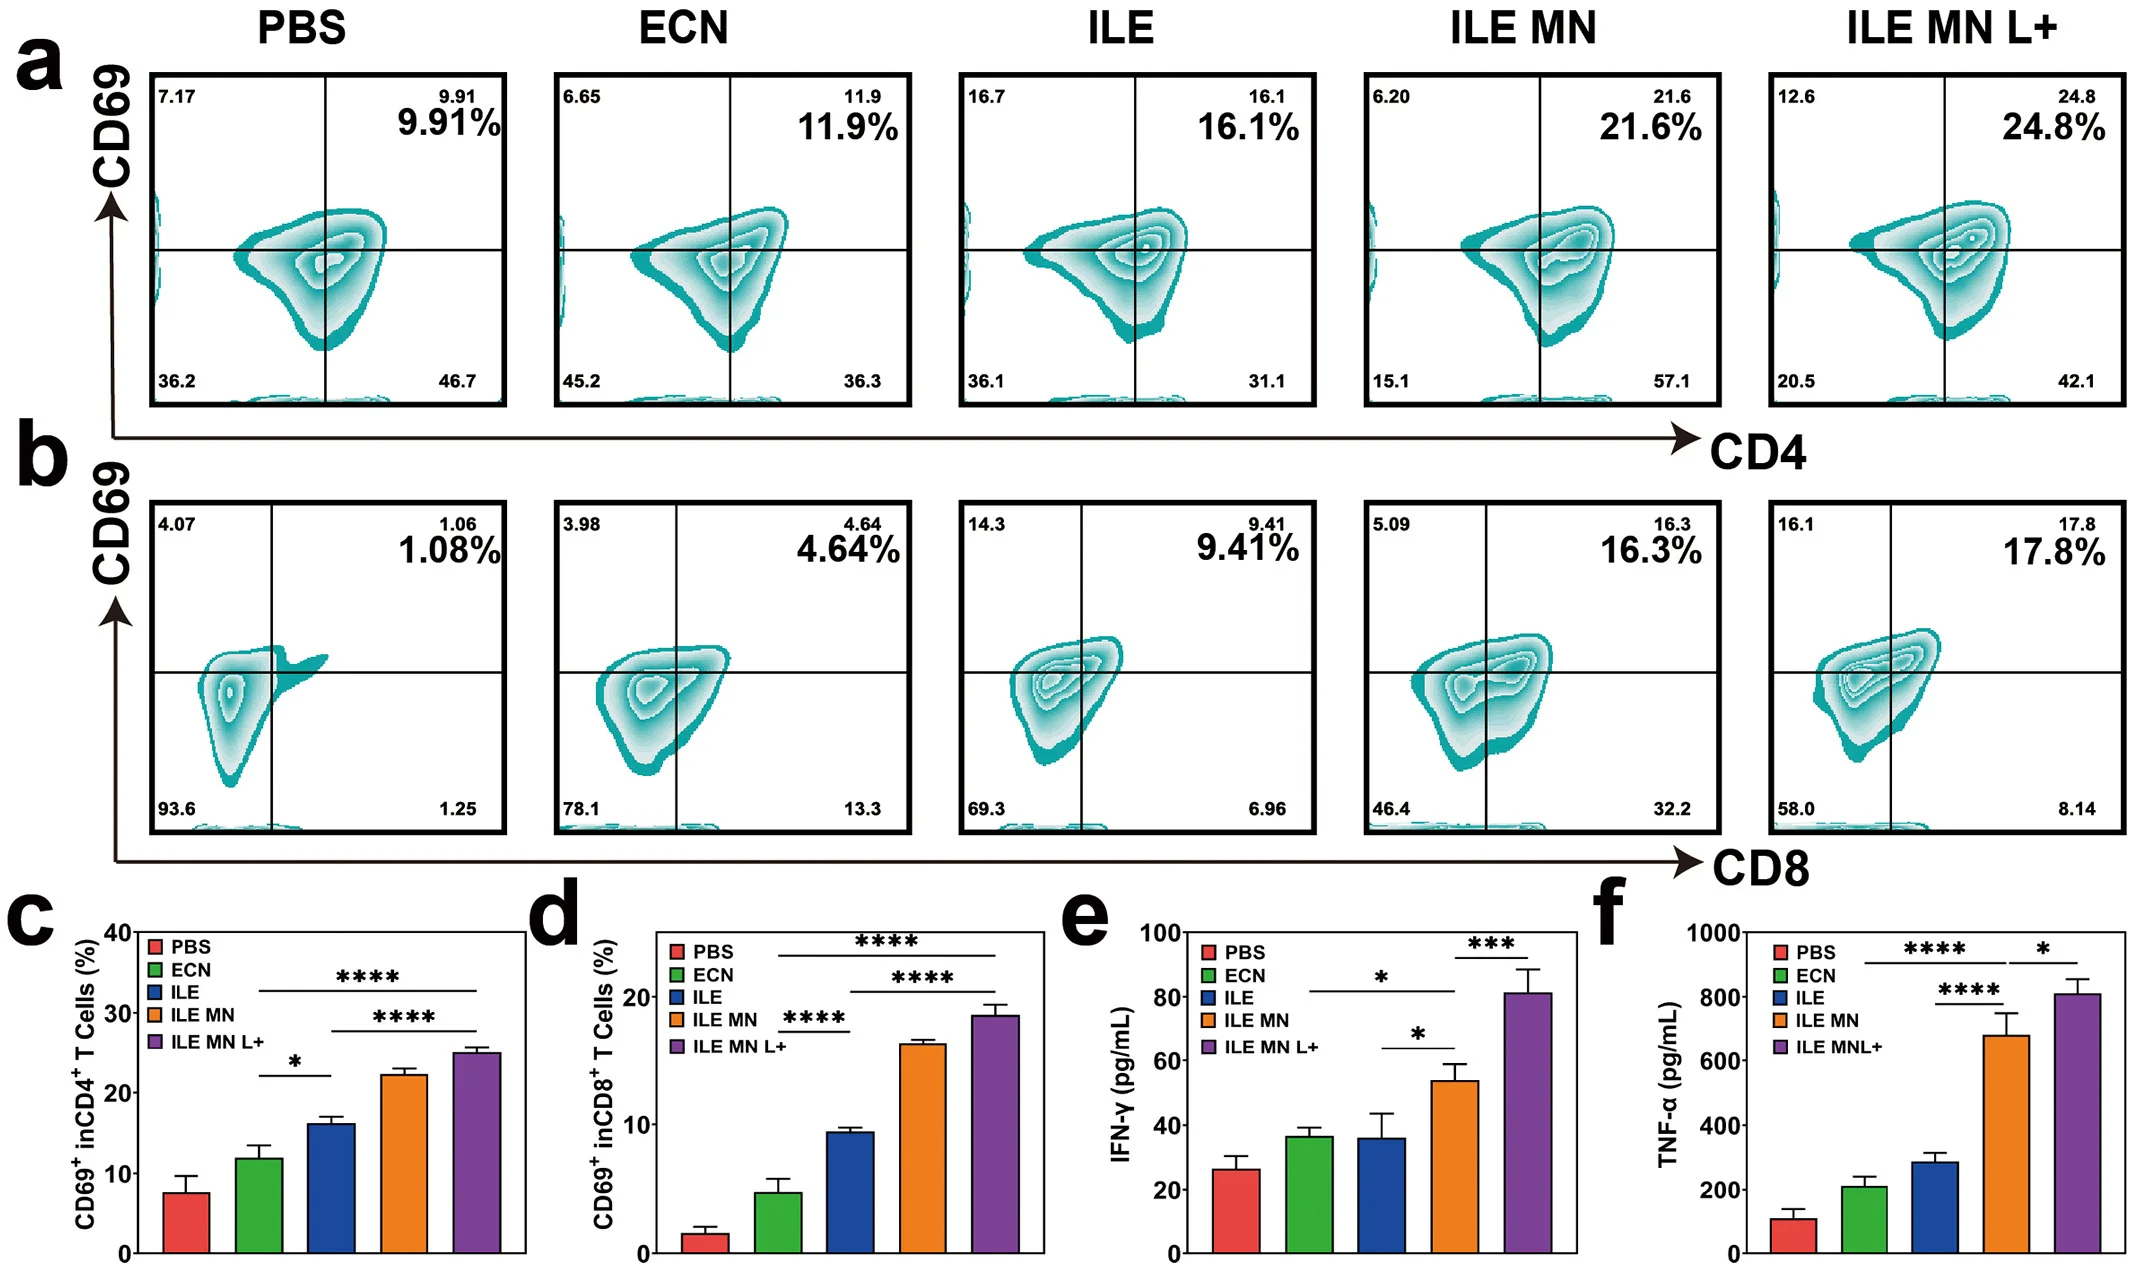 PBS ECN ILE ILE MN ILE MN L+
a
CD69
7.17 9.91
9.91%
36.2 46.7
6.65 11.9
11.9%
45.2 36.3
16.7 16.1
16.1%
36.1 31.1
6.20 21.6
21.6%
15.1 57.1
12.6 24.8
24.8%
20.5 42.1
CD4
b
CD69
4.07 1.06
1.08%
93.6 1.25
3.98 4.64
4.64%
78.1 13.3
14.3 9.41
9.41%
69.3 6.96
5.09 16.3
16.3%
46.4 32.2
16.1 17.8
17.8%
58.0 8.14
CD8
c
CD69+ inCD4+ T Cells (%)
40
30
20
10
0
PBS
ECN
ILE
ILE MN
ILE MN L+
****
****
*
d
CD69+ inCD8+ T Cells (%)
20
10
0
PBS
ECN
ILE
ILE MN
ILE MN L+
****
****
****
e
IFN-γ (pg/mL)
100
80
60
40
20
0
PBS
ECN
ILE
ILE MN
ILE MN L+
***
*
*
f
TNF-α (pg/mL)
1000
800
600
400
200
0
PBS
ECN
ILE
ILE MN
ILE MNL+
**** *
****